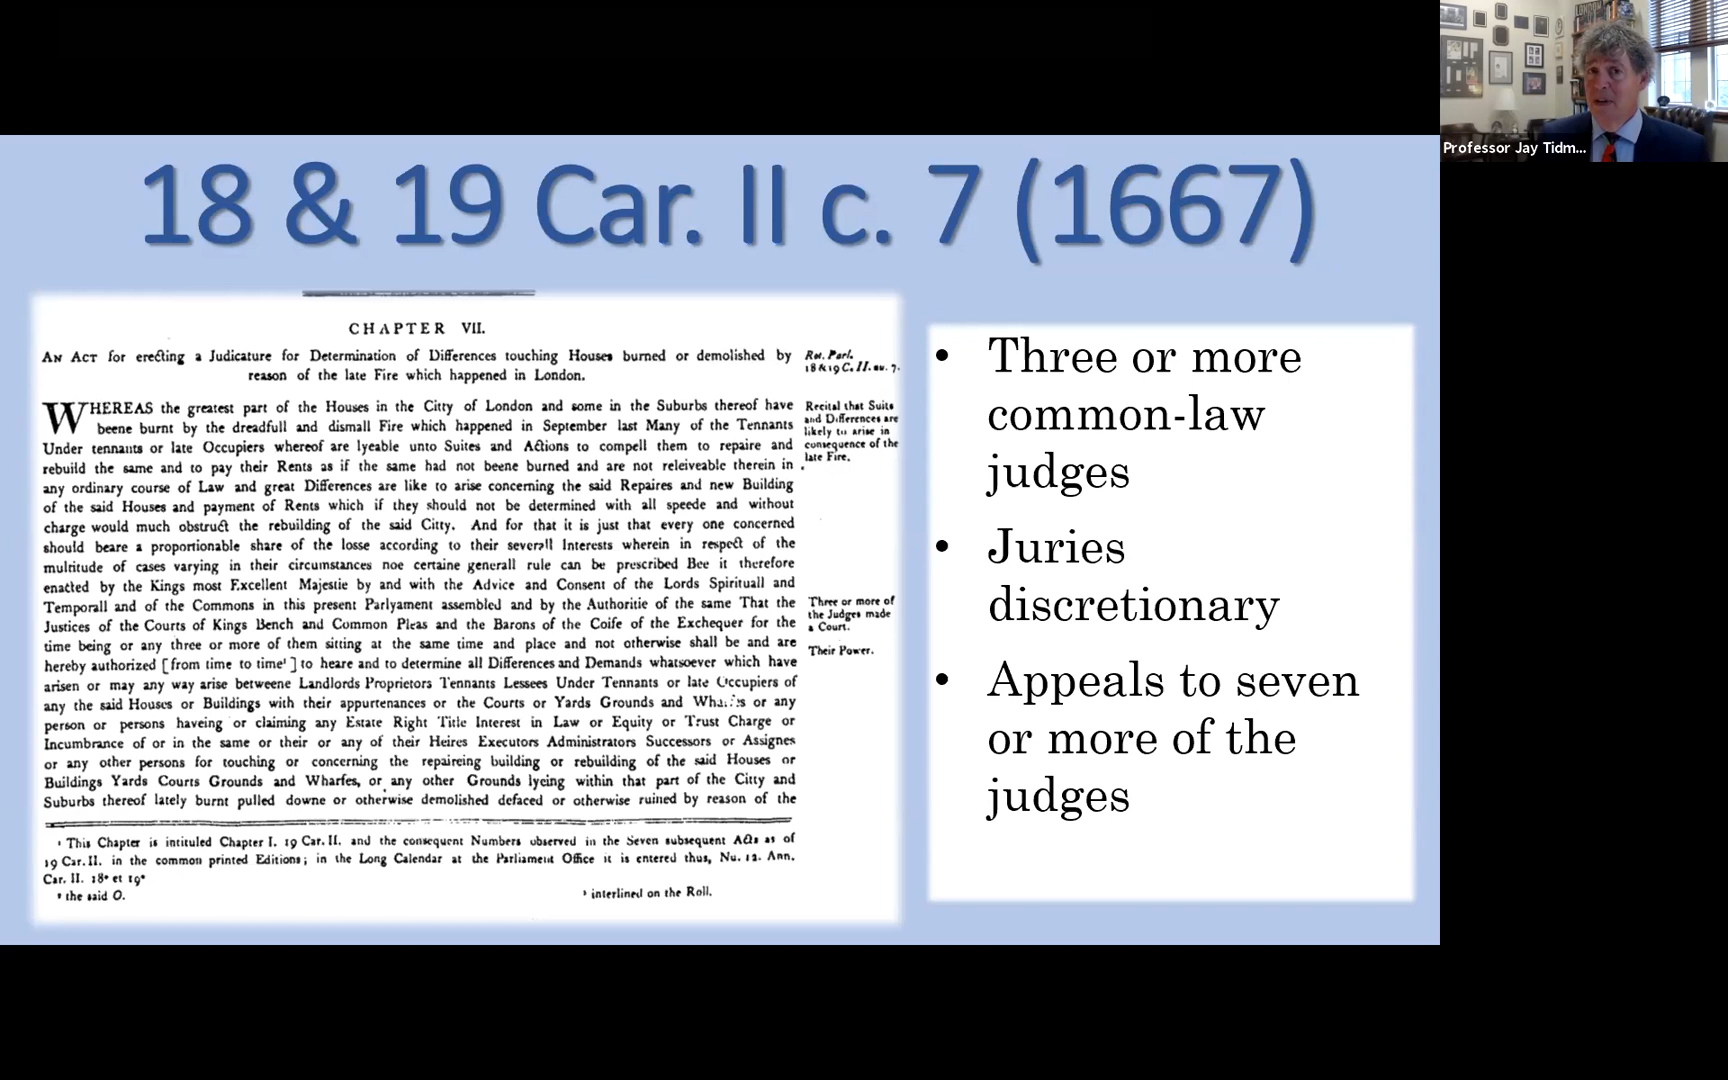 18 & 19 Car. II c. 7 (1667)
CHAPTER VII.
AN ACT for erecting a Judicature for Determination of Differences touching Houses burned or demolished by
reason of the late Fire which happened in London.
Rot. Parl.
18 & 19 C. II. nu. 7.
WHEREAS the greatest part of the Houses in the Citty of London and some in the Suburbs thereof have
beene burnt by the dreadfull and dismall Fire which happened in September last Many of the Tennants
Under tennants or late Occupiers whereof are lyeable unto Suites and Actions to compell them to repaire and
rebuild the same and to pay their Rents as if the same had not beene burned and are not releiveable therein in
any ordinary course of Law and great Differences are like to arise concerning the said Repaires and new Building
of the said Houses and payment of Rents which if they should not be determined with all speede and without
charge would much obstruct the rebuilding of the said Citty. And for that it is just that every one concerned
should beare a proportionable share of the losse according to their severall Interests wherein in respect of the
multitude of cases varying in their circumstances noe certaine generall rule can be prescribed Bee it therefore
enacted by the Kings most Excellent Majestie by and with the Advice and Consent of the Lords Spirituall and
Temporall and of the Commons in this present Parlyament assembled and by the Authoritie of the same That the
Justices of the Courts of Kings Bench and Common Pleas and the Barons of the Coife of the Exchequer for the
time being or any three or more of them sitting at the same time and place and not otherwise shall be and are
hereby authorized [from time to time¹] to heare and to determine all Differences and Demands whatsoever which have
arisen or may any way arise betweene Landlords Proprietors Tennants Lessees Under Tennants or late Occupiers of
any the said Houses or Buildings with their appurtenances or the Courts or Yards Grounds and or any
person or persons haveing or claiming any Estate Right Title Interest in Law or Equity or Trust Charge or
Incumbrance of or in the same or their or any of their Heires Executors Administrators Successors or Assignes
or any other persons for touching or concerning the repaireing building or rebuilding of the said Houses or
Buildings Yards Courts Grounds and Wharfes, or any other Grounds lyeing within that part of the Citty and
Suburbs thereof lately burnt pulled downe or otherwise demolished defaced or otherwise ruined by reason of the
Recital that Suits
and Differences are
likely to arise in
consequence of the
late Fire.
Three or more of
the Judges made
a Court.
Their Power.
¹ This Chapter is intituled Chapter I. 19 Car. II. and the consequent Numbers observed in the Seven subsequent Acts as of
19 Car. II. in the common printed Editions; in the Long Calendar at the Parliament Office it is entered thus, Nu. 12. Ann.
Car. II. 18° et 19°
² the said O.
³ interlined on the Roll.
• Three or more
common-law
judges
• Juries
discretionary
• Appeals to seven
or more of the
judges
Professor Jay Tidm...